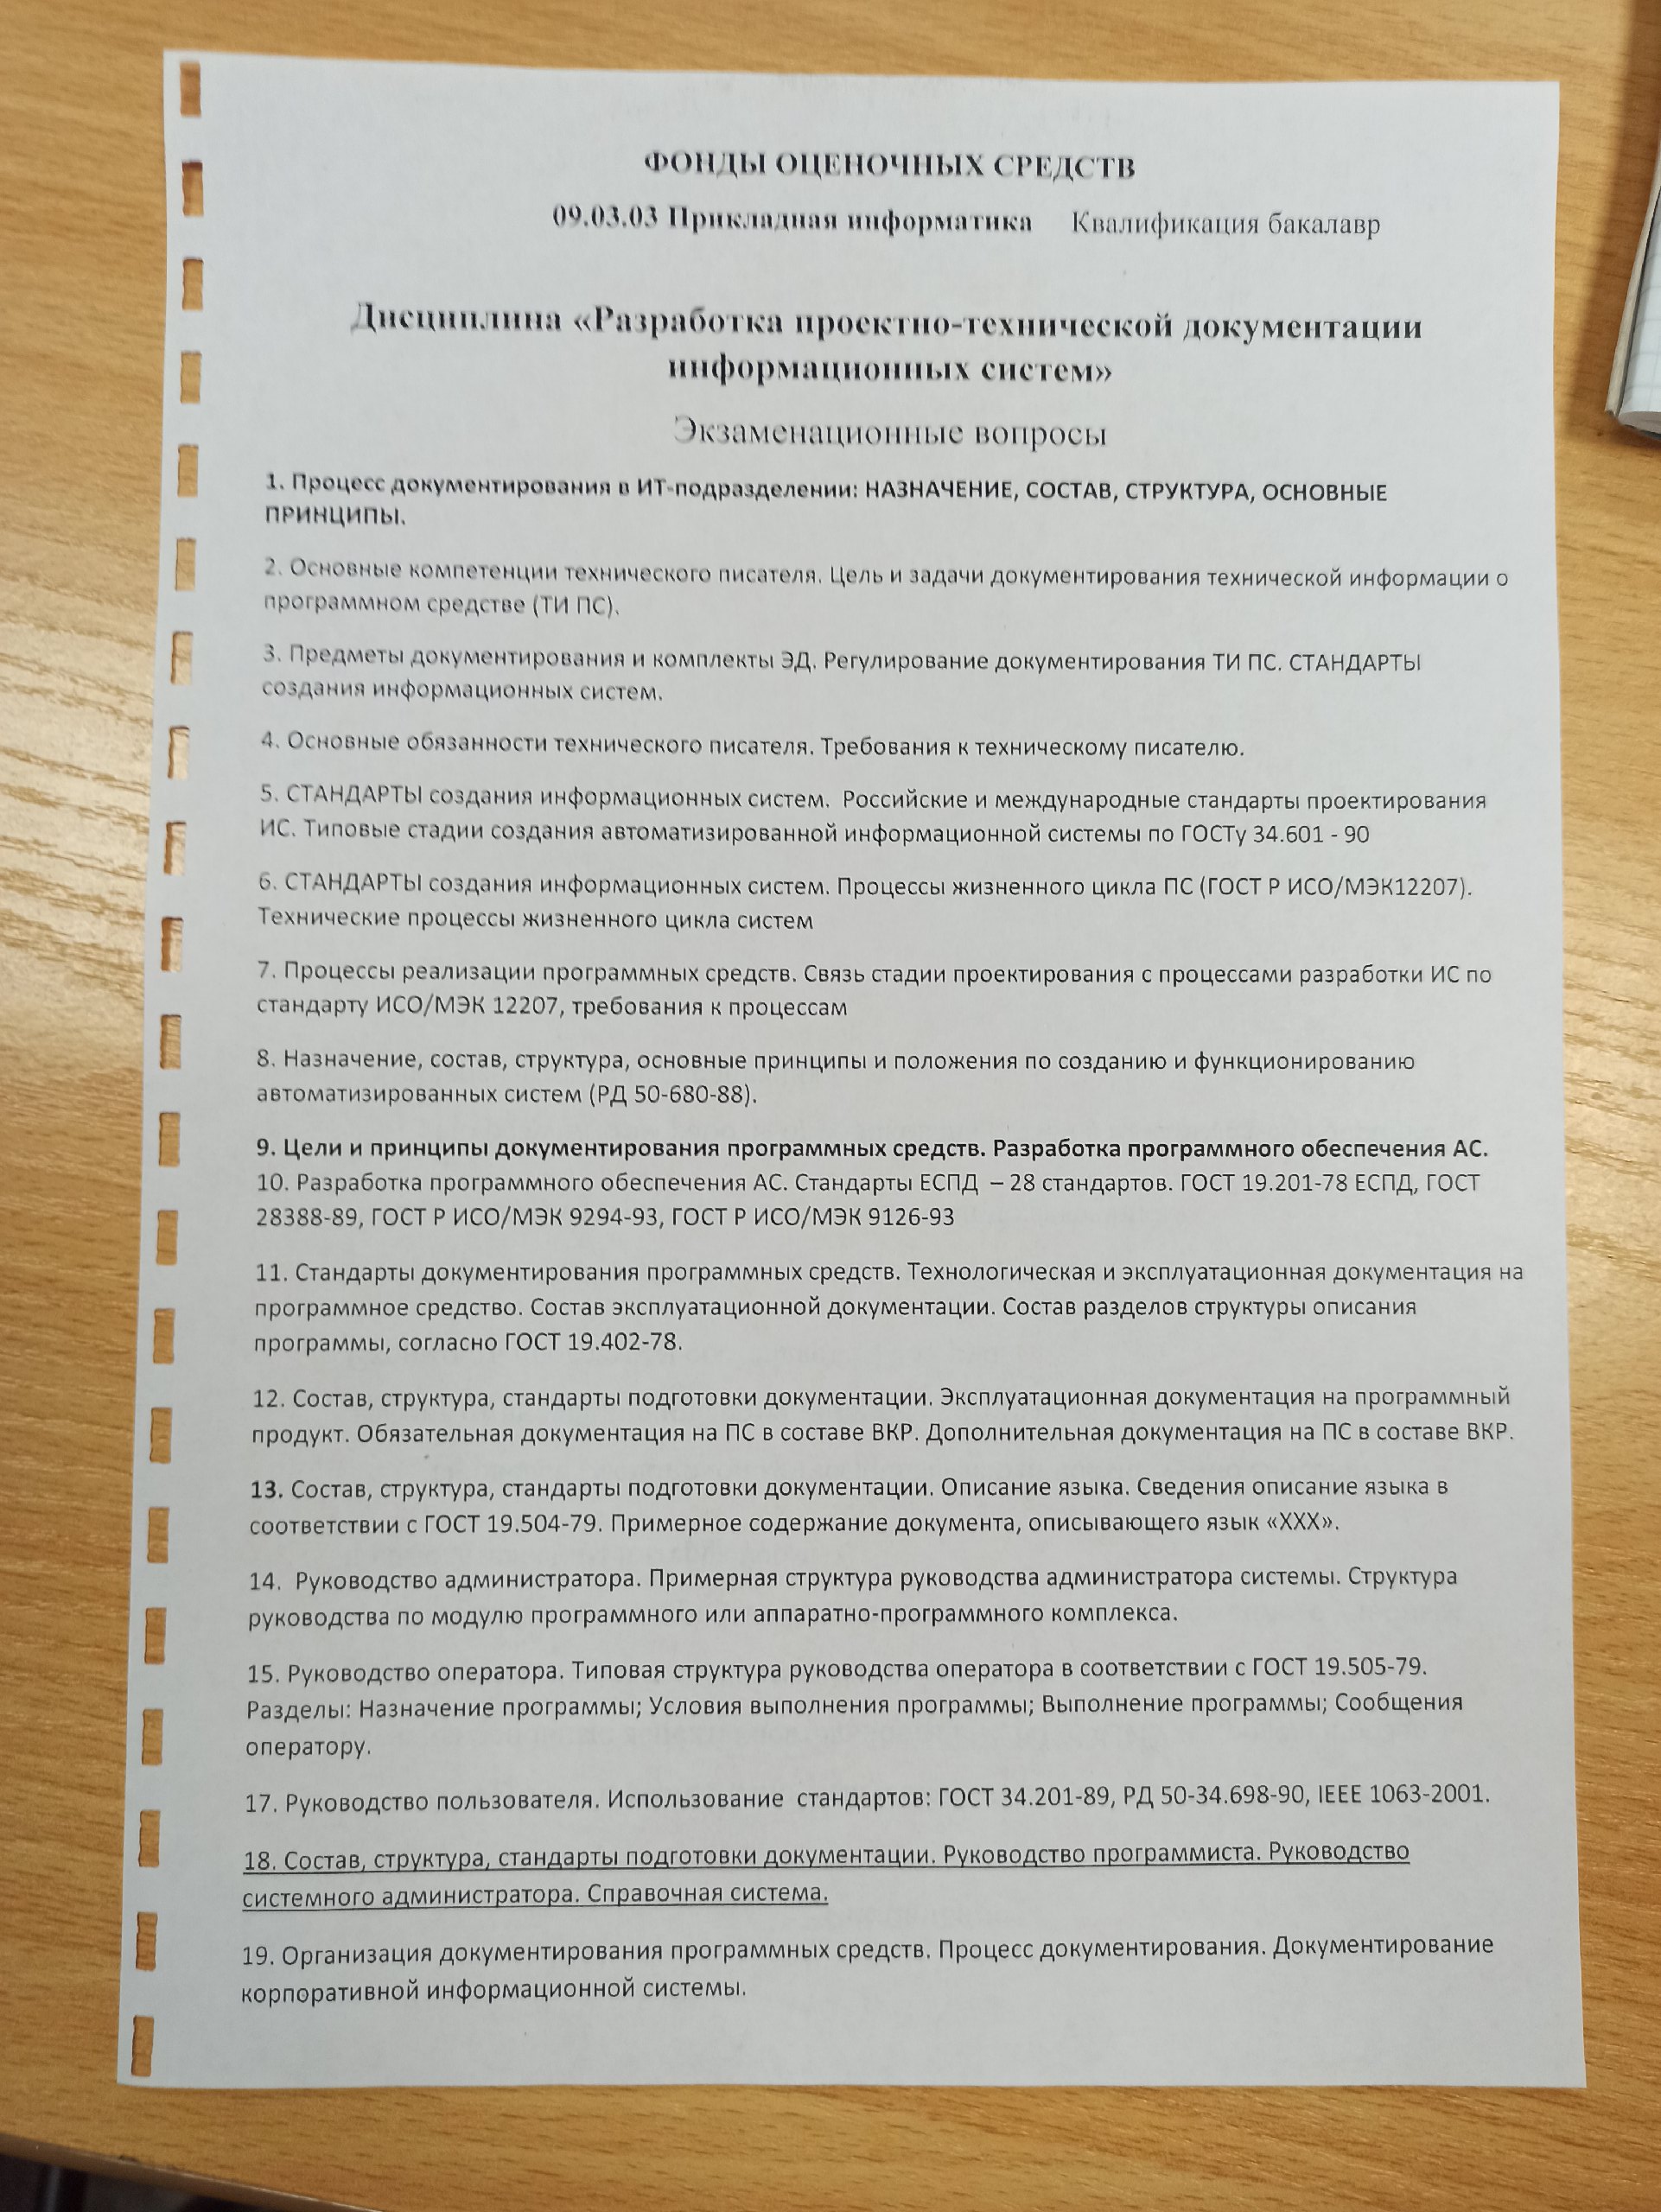 ФОНДЫ ОЦЕНОЧНЫХ СРЕДСТВ
09.03.03 Прикладная информатика Квалификация бакалавр
Дисциплина «Разработка проектно-технической документации
информационных систем»
Экзаменационные вопросы
1. Процесс документирования в ИТ-подразделении: НАЗНАЧЕНИЕ, СОСТАВ, СТРУКТУРА, ОСНОВНЫЕ
ПРИНЦИПЫ.
2. Основные компетенции технического писателя. Цель и задачи документирования технической информации о
программном средстве (ТИ ПС).
3. Предметы документирования и комплекты ЭД. Регулирование документирования ТИ ПС. СТАНДАРТЫ
создания информационных систем.
4. Основные обязанности технического писателя. Требования к техническому писателю.
5. СТАНДАРТЫ создания информационных систем. Российские и международные стандарты проектирования
ИС. Типовые стадии создания автоматизированной информационной системы по ГОСТу 34.601 - 90
6. СТАНДАРТЫ создания информационных систем. Процессы жизненного цикла ПС (ГОСТ Р ИСО/МЭК12207).
Технические процессы жизненного цикла систем
7. Процессы реализации программных средств. Связь стадии проектирования с процессами разработки ИС по
стандарту ИСО/МЭК 12207, требования к процессам
8. Назначение, состав, структура, основные принципы и положения по созданию и функционированию
автоматизированных систем (РД 50-680-88).
9. Цели и принципы документирования программных средств. Разработка программного обеспечения АС.
10. Разработка программного обеспечения АС. Стандарты ЕСПД – 28 стандартов. ГОСТ 19.201-78 ЕСПД, ГОСТ
28388-89, ГОСТ Р ИСО/МЭК 9294-93, ГОСТ Р ИСО/МЭК 9126-93
11. Стандарты документирования программных средств. Технологическая и эксплуатационная документация на
программное средство. Состав эксплуатационной документации. Состав разделов структуры описания
программы, согласно ГОСТ 19.402-78.
12. Состав, структура, стандарты подготовки документации. Эксплуатационная документация на программный
продукт. Обязательная документация на ПС в составе ВКР. Дополнительная документация на ПС в составе ВКР.
13. Состав, структура, стандарты подготовки документации. Описание языка. Сведения описание языка в
соответствии с ГОСТ 19.504-79. Примерное содержание документа, описывающего язык «ХХХ».
14. Руководство администратора. Примерная структура руководства администратора системы. Структура
руководства по модулю программного или аппаратно-программного комплекса.
15. Руководство оператора. Типовая структура руководства оператора в соответствии с ГОСТ 19.505-79.
Разделы: Назначение программы; Условия выполнения программы; Выполнение программы; Сообщения
оператору.
17. Руководство пользователя. Использование стандартов: ГОСТ 34.201-89, РД 50-34.698-90, IEEE 1063-2001.
18. Состав, структура, стандарты подготовки документации. Руководство программиста. Руководство
системного администратора. Справочная система.
19. Организация документирования программных средств. Процесс документирования. Документирование
корпоративной информационной системы.